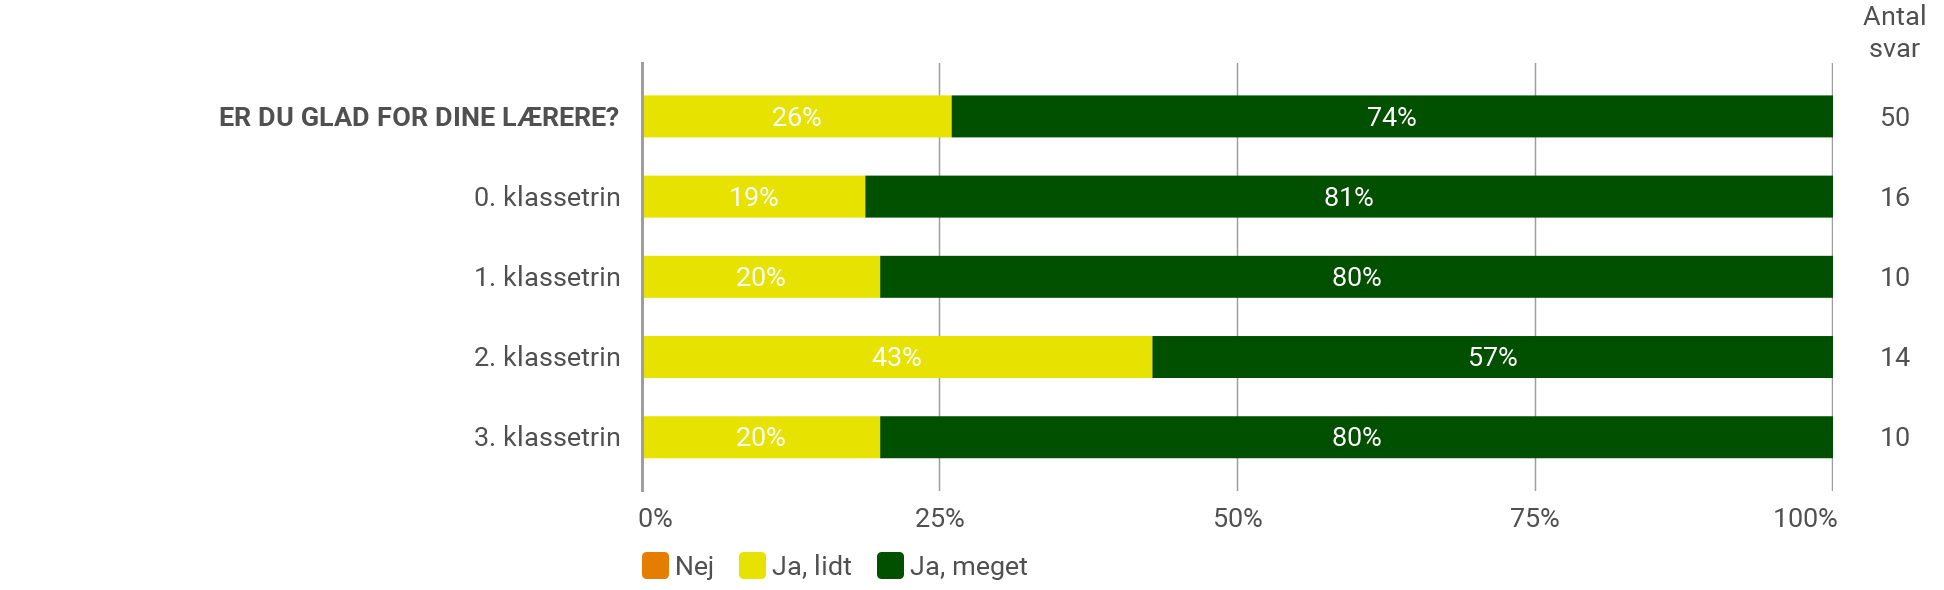 Antal
svar
ER DU GLAD FOR DINE LÆRERE? 26% 74% 50
0. klassetrin 19% 81% 16
1. klassetrin 20% 80% 10
2. klassetrin 43% 57% 14
3. klassetrin 20% 80% 10
0% 25% 50% 75% 100%
Nej Ja, lidt Ja, meget